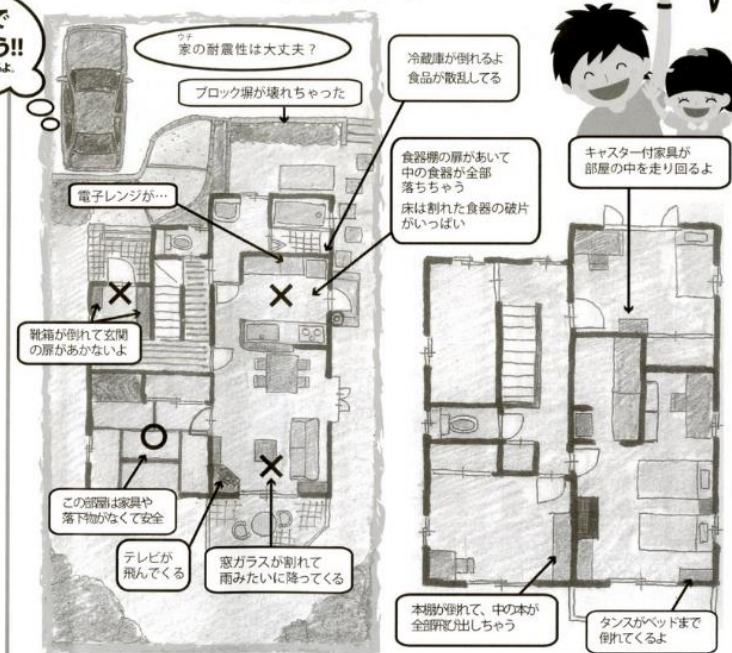 で
う!!
るよ。
ウチ
家の耐震性は大丈夫？
ブロック塀が壊れちゃった
冷蔵庫が倒れるよ
食品が散乱してる
食器棚の扉があいて
中の食器が全部
落ちちゃう
床は割れた食器の破片
がいっぱい
キャスター付家具が
部屋の中を走り回るよ
電子レンジが…
靴箱が倒れて玄関
の扉があかないよ
この部屋は家具や
落下物がなくて安全
テレビが
飛んでくる
窓ガラスが割れて
雨みたいに降ってくる
本棚が倒れて、中の本が
全部飛び出しちゃう
タンスがベッドまで
倒れてくるよ